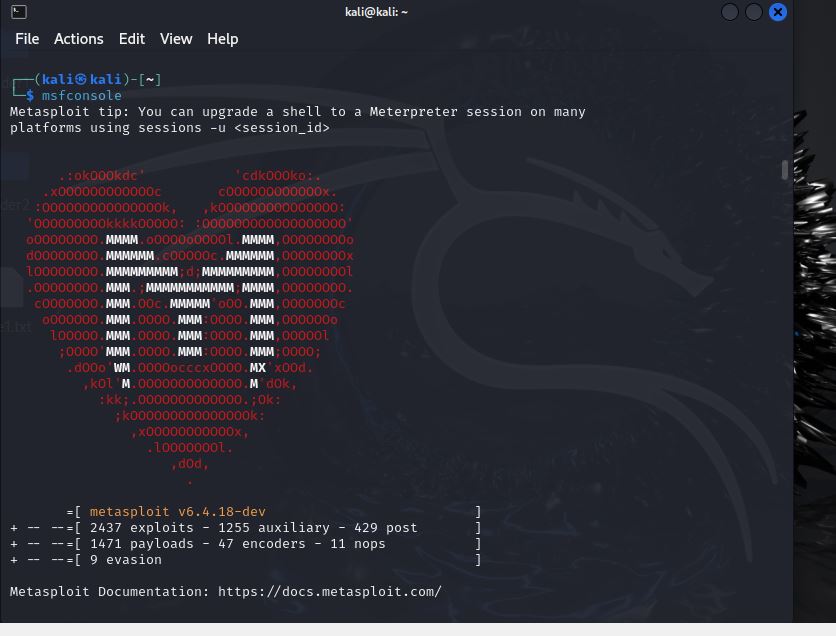 kali@kali: ~
File Actions Edit View Help
┌──(kali㉿kali)-[~]
└─$ msfconsole
Metasploit tip: You can upgrade a shell to a Meterpreter session on many
platforms using sessions -u <session_id>
.:okOOOkdc' 'cdkOOOko:.
.xOOOOOOOOOOOOc cOOOOOOOOOOOOx.
:OOOOOOOOOOOOOOOk, ,kOOOOOOOOOOOOOOO:
'OOOOOOOOOkkkkOOOOO: :OOOOOOOOOOOOOOOOOO'
oOOOOOOOO.MMMM.oOOOOoOOOOl.MMMM,OOOOOOOOo
dOOOOOOOO.MMMMMM.cOOOOOc.MMMMMM,OOOOOOOOx
lOOOOOOOO.MMMMMMMMM;d;MMMMMMMMM,OOOOOOOOl
.OOOOOOOO.MMM.;MMMMMMMMMMM;MMMM,OOOOOOOO.
cOOOOOOO.MMM.OOc.MMMMM'oOO.MMM,OOOOOOOc
oOOOOOO.MMM.OOOO.MMM:OOOO.MMM,OOOOOOo
lOOOOO.MMM.OOOO.MMM:OOOO.MMM,OOOOOl
;OOOO'MMM.OOOO.MMM:OOOO.MMM;OOOO;
.dOOo'WM.OOOOocccxOOOO.MX'xOOd.
,kOl'M.OOOOOOOOOOOOO.M'dOk,
:kk;.OOOOOOOOOOOOO.;Ok:
;kOOOOOOOOOOOOOOOk:
,xOOOOOOOOOOOx,
.lOOOOOOOl.
,dOd,
.
=[ metasploit v6.4.18-dev ]
+ -- --=[ 2437 exploits - 1255 auxiliary - 429 post ]
+ -- --=[ 1471 payloads - 47 encoders - 11 nops ]
+ -- --=[ 9 evasion ]
Metasploit Documentation: https://docs.metasploit.com/